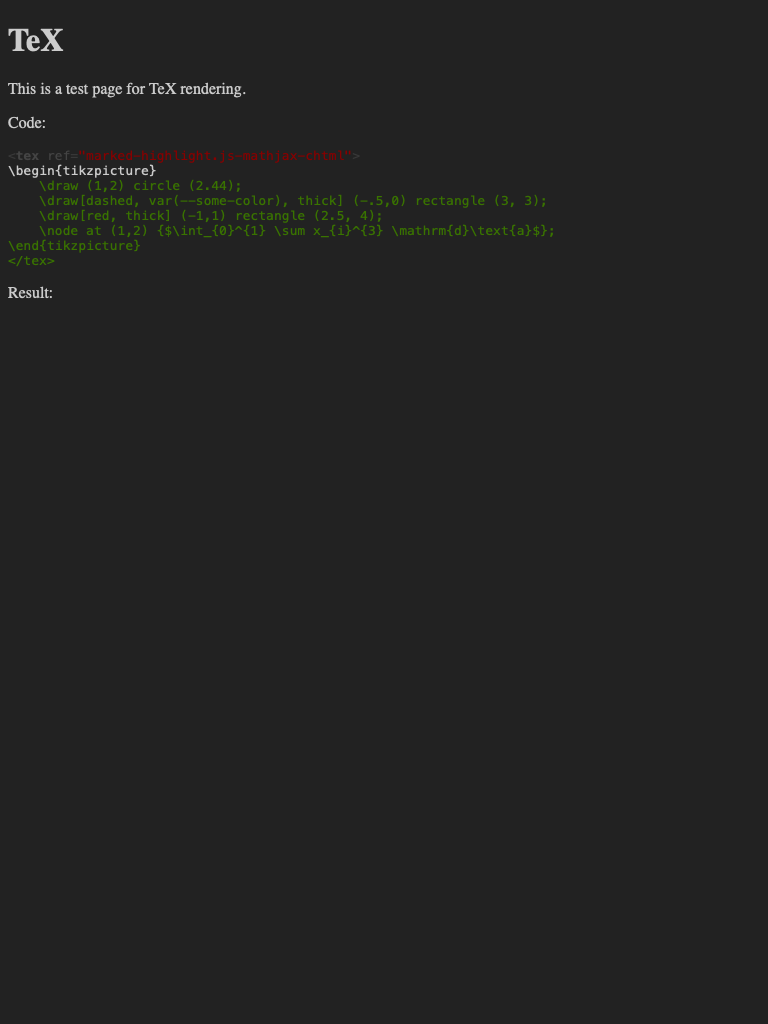 TeX
This is a test page for TeX rendering.
Code:
<tex ref="marked-highlight.js-mathjax-chtml">
\begin{tikzpicture}
    \draw (1,2) circle (2.44);
    \draw[dashed, var(--some-color), thick] (-.5,0) rectangle (3, 3);
    \draw[red, thick] (-1,1) rectangle (2.5, 4);
    \node at (1,2) {$\int_{0}^{1} \sum x_{i}^{3} \mathrm{d}\text{a}$};
\end{tikzpicture}
</tex>
Result: